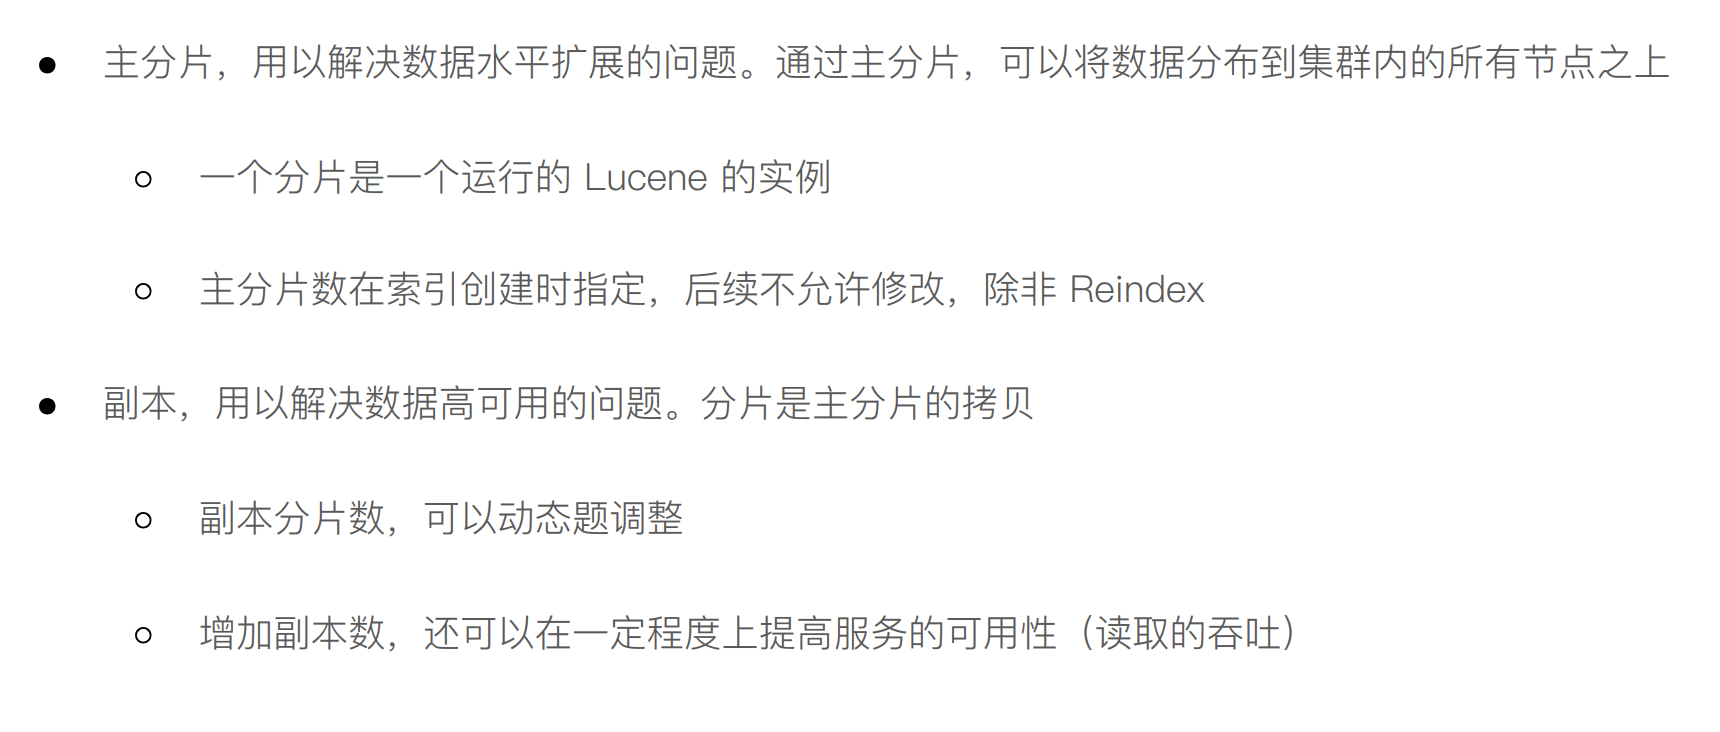 主分片，用以解决数据水平扩展的问题。通过主分片，可以将数据分布到集群内的所有节点之上
一个分片是一个运行的 Lucene 的实例
主分片数在索引创建时指定，后续不允许修改，除非 Reindex
副本，用以解决数据高可用的问题。分片是主分片的拷贝
副本分片数，可以动态题调整
增加副本数，还可以在一定程度上提高服务的可用性（读取的吞吐）